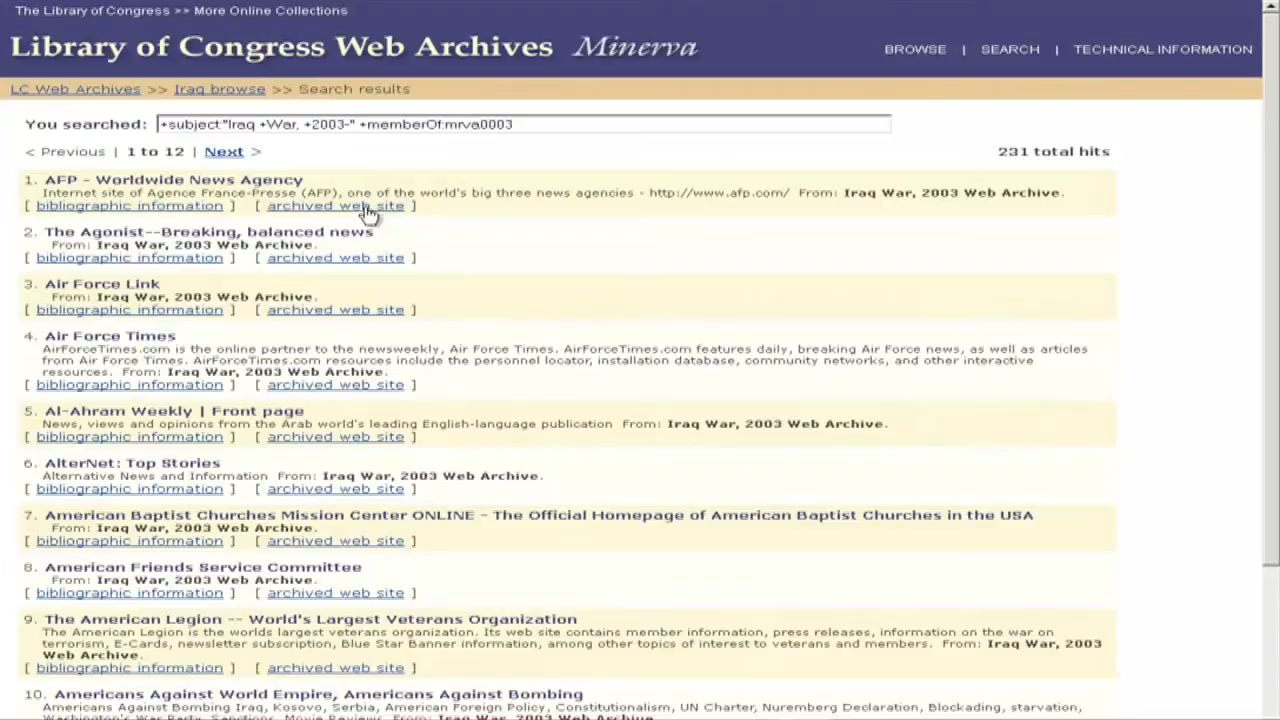 The Library of Congress >> More Online Collections
Library of Congress Web Archives Minerva
BROWSE | SEARCH | TECHNICAL INFORMATION
LC Web Archives >> Iraq browse >> Search results
You searched: +subject:"Iraq +War, +2003-" +memberOf:mrva0003
< Previous | 1 to 12 | Next >
231 total hits
1. AFP - Worldwide News Agency
Internet site of Agence France-Presse (AFP), one of the world's big three news agencies - http://www.afp.com/ From: Iraq War, 2003 Web Archive.
[ bibliographic information ] [ archived web site ]
2. The Agonist--Breaking, balanced news
From: Iraq War, 2003 Web Archive.
[ bibliographic information ] [ archived web site ]
3. Air Force Link
From: Iraq War, 2003 Web Archive.
[ bibliographic information ] [ archived web site ]
4. Air Force Times
AirForceTimes.com is the online partner to the newsweekly, Air Force Times. AirForceTimes.com features daily, breaking Air Force news, as well as articles
from Air Force Times. AirForceTimes.com resources include the personnel locator, installation database, community networks, and other interactive
resources. From: Iraq War, 2003 Web Archive.
[ bibliographic information ] [ archived web site ]
5. Al-Ahram Weekly | Front page
News, views and opinions from the Arab world's leading English-language publication From: Iraq War, 2003 Web Archive.
[ bibliographic information ] [ archived web site ]
6. AlterNet: Top Stories
Alternative News and Information From: Iraq War, 2003 Web Archive.
[ bibliographic information ] [ archived web site ]
7. American Baptist Churches Mission Center ONLINE - The Official Homepage of American Baptist Churches in the USA
From: Iraq War, 2003 Web Archive.
[ bibliographic information ] [ archived web site ]
8. American Friends Service Committee
From: Iraq War, 2003 Web Archive.
[ bibliographic information ] [ archived web site ]
9. The American Legion -- World's Largest Veterans Organization
The American Legion is the worlds largest veterans organization. Its web site contains member information, press releases, information on the war on
terrorism, E-Cards, newsletter subscription, Blue Star Banner information, among other topics of interest to veterans and members. From: Iraq War, 2003
Web Archive.
[ bibliographic information ] [ archived web site ]
10. Americans Against World Empire, Americans Against Bombing
Americans Against Bombing Iraq, Kosovo, Serbia, American Foreign Policy, Constitutionalism, UN Charter, Nuremberg Declaration, Blockading, starvation,
Washington's War Party, Sanctions, Movie Reviews From: Iraq War, 2003 Web Archive.